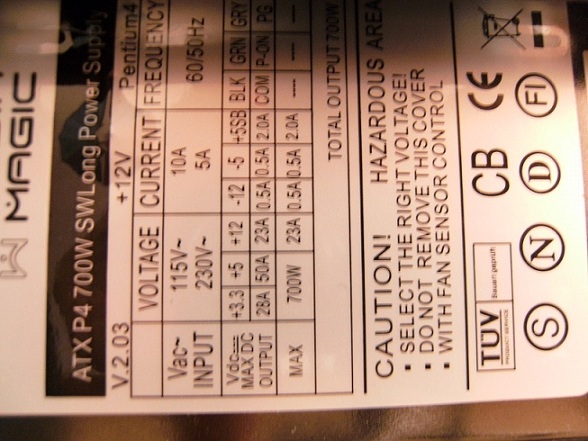 MAGIC
ATX P4 700W SWLong Power Supply
V.2.03 +12V Pentium4
VOLTAGE CURRENT FREQUENCY
Vac~ 115V~ 10A 60/50Hz
INPUT 230V~ 5A
Vdc +3.3 +5 +12 -12 -5 +5SB BLK GRN GRY
MAX.DC
OUTPUT 28A 50A 23A 0.5A 0.5A 2.0A COM P-ON PG
MAX 700W 23A 0.5A 0.5A 2.0A ---- ---- ----
TOTAL OUTPUT 700W
CAUTION! HAZARDOUS AREA
• SELECT THE RIGHT VOLTAGE!
• DO NOT REMOVE THIS COVER
• WITH FAN SENSOR CONTROL
TÜV CB CE
PRODUCT SERVICE
Bauart geprüft
S N D FI